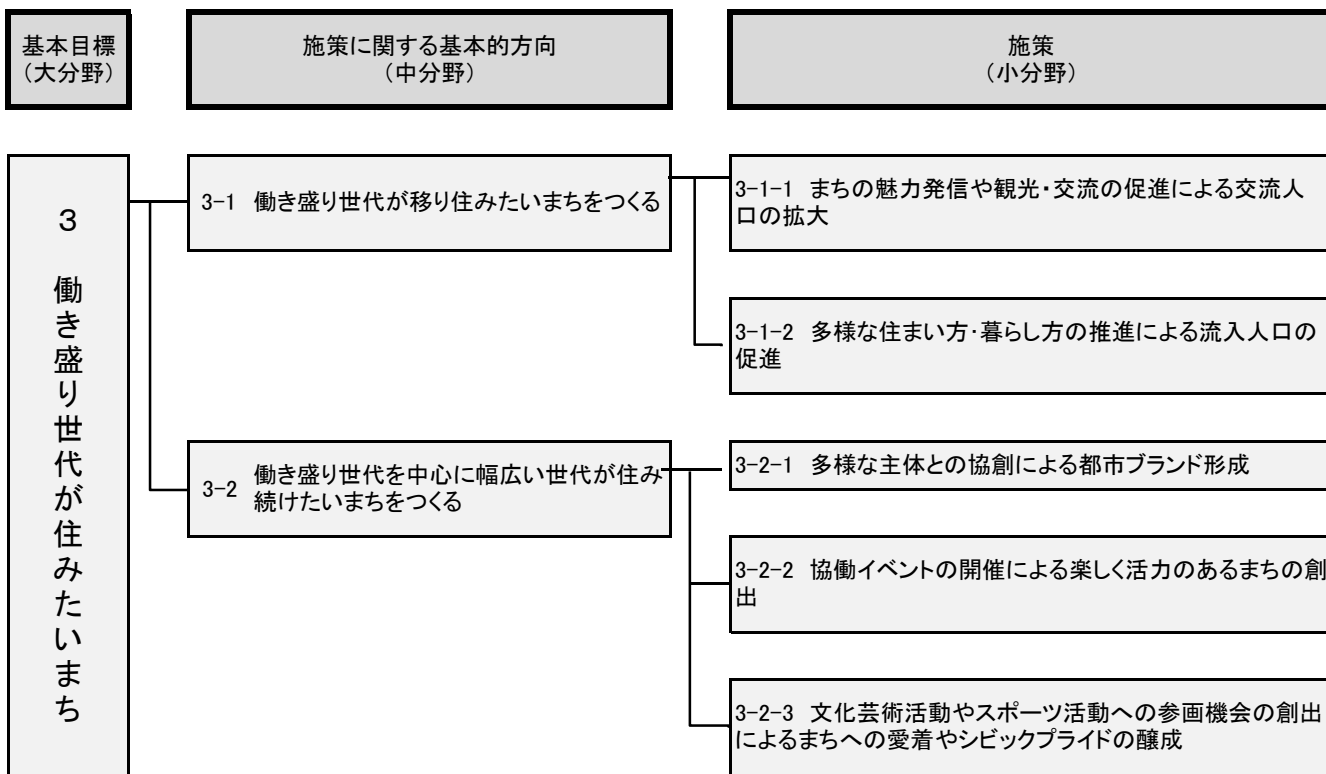 基本目標
（大分野）
施策に関する基本的方向
（中分野）
施策
（小分野）
３　働き盛り世代が住みたいまち
3-1 働き盛り世代が移り住みたいまちをつくる
3-1-1 まちの魅力発信や観光・交流の促進による交流人
口の拡大
3-1-2 多様な住まい方・暮らし方の推進による流入人口の
促進
3-2 働き盛り世代を中心に幅広い世代が住み
続けたいまちをつくる
3-2-1 多様な主体との協創による都市ブランド形成
3-2-2 協働イベントの開催による楽しく活力のあるまちの創
出
3-2-3 文化芸術活動やスポーツ活動への参画機会の創出
によるまちへの愛着やシビックプライドの醸成